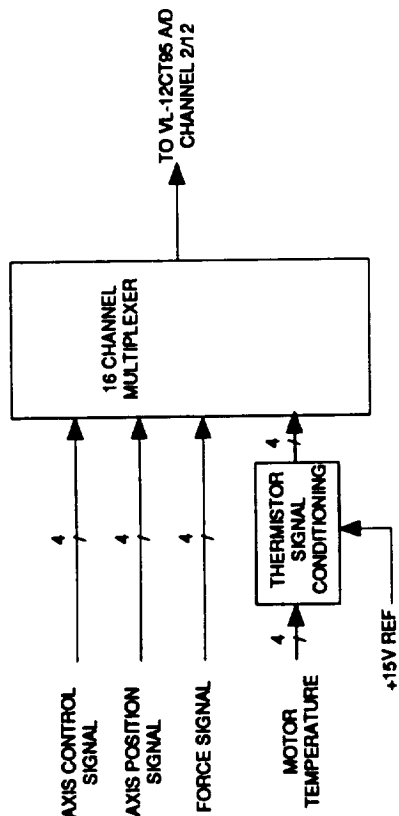 AXIS CONTROL
SIGNAL
4
AXIS POSITION
SIGNAL
4
FORCE SIGNAL
4
MOTOR
TEMPERATURE
4
THERMISTOR
SIGNAL
CONDITIONING
4
+15V REF
16 CHANNEL
MULTIPLEXER
TO VL-12CT95 A/D
CHANNEL 2/12